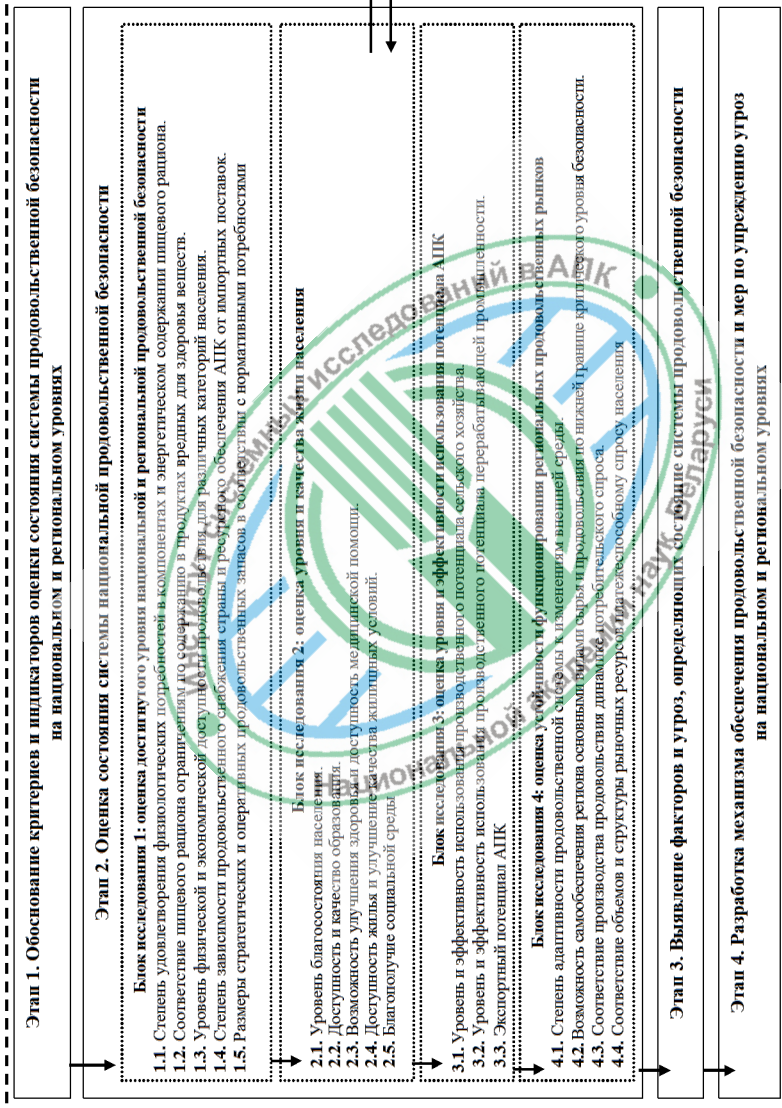 Этап 1. Обоснование критериев и индикаторов оценки состояния системы продовольственной безопасности
на национальном и региональном уровнях
Этап 2. Оценка состояния системы национальной продовольственной безопасности
Блок исследования 1: оценка достигнутого уровня национальной и региональной продовольственной безопасности
1.1. Степень удовлетворения физиологических потребностей в компонентах и энергетическом содержании пищевого рациона.
1.2. Соответствие пищевого рациона ограничениям по содержанию в продуктах вредных для здоровья веществ.
1.3. Уровень физической и экономической доступности продовольствия для различных категорий населения.
1.4. Степень зависимости продовольственного снабжения страны и ресурсного обеспечения АПК от импортных поставок.
1.5. Размеры стратегических и оперативных продовольственных запасов в соответствии с нормативными потребностями
Блок исследования 2: оценка уровня и качества жизни населения
2.1. Уровень благосостояния населения.
2.2. Доступность и качество образования.
2.3. Возможность улучшения здоровья и доступность медицинской помощи.
2.4. Доступность жилья и улучшение качества жилищных условий.
2.5. Благополучие социальной среды
Блок исследования 3: оценка уровня и эффективности использования потенциала АПК
3.1. Уровень и эффективность использования производственного потенциала сельского хозяйства.
3.2. Уровень и эффективность использования производственного потенциала перерабатывающей промышленности.
3.3. Экспортный потенциал АПК
Блок исследования 4: оценка устойчивости функционирования региональных продовольственных рынков
4.1. Степень адаптивности продовольственной системы к изменениям внешней среды.
4.2. Возможность самообеспечения региона основными видами сырья и продовольствия по нижней границе критического уровня безопасности.
4.3. Соответствие производства продовольствия динамике потребительского спроса.
4.4. Соответствие объемов и структуры рыночных ресурсов платежеспособному спросу населения
Этап 3. Выявление факторов и угроз, определяющих состояние системы продовольственной безопасности
Этап 4. Разработка механизма обеспечения продовольственной безопасности и мер по упреждению угроз
на национальном и региональном уровнях
Институт системных исследований в АПК
Национальной академии наук Беларуси